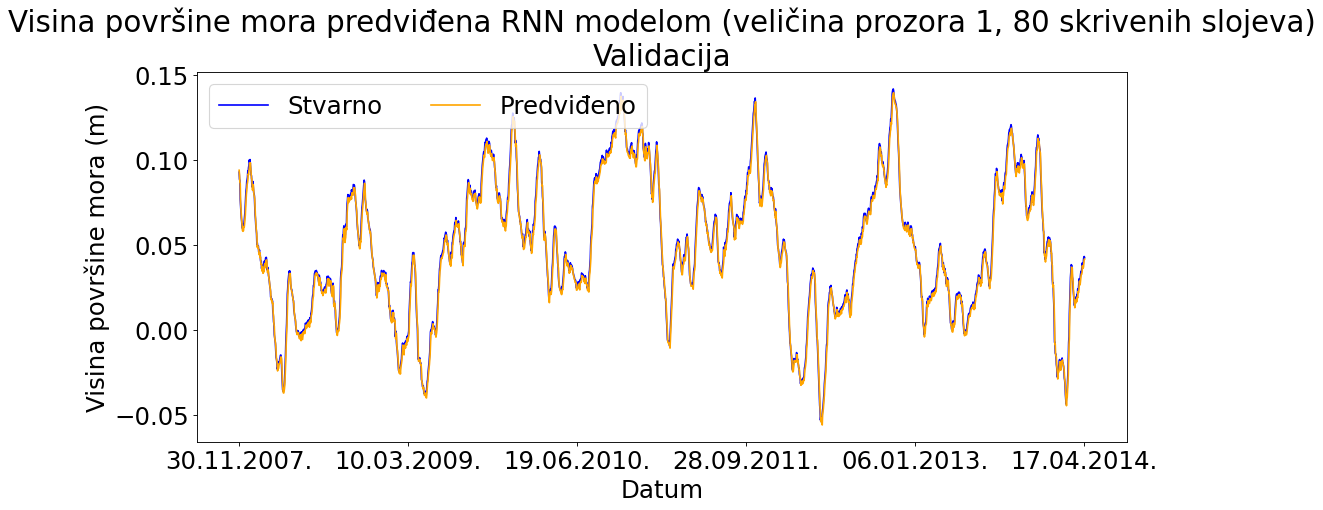 Visina površine mora predviđena RNN modelom (veličina prozora 1, 80 skrivenih slojeva)
Validacija
Stvarno
Predviđeno
Visina površine mora (m)
0.15
0.10
0.05
0.00
−0.05
30.11.2007.
10.03.2009.
19.06.2010.
28.09.2011.
06.01.2013.
17.04.2014.
Datum